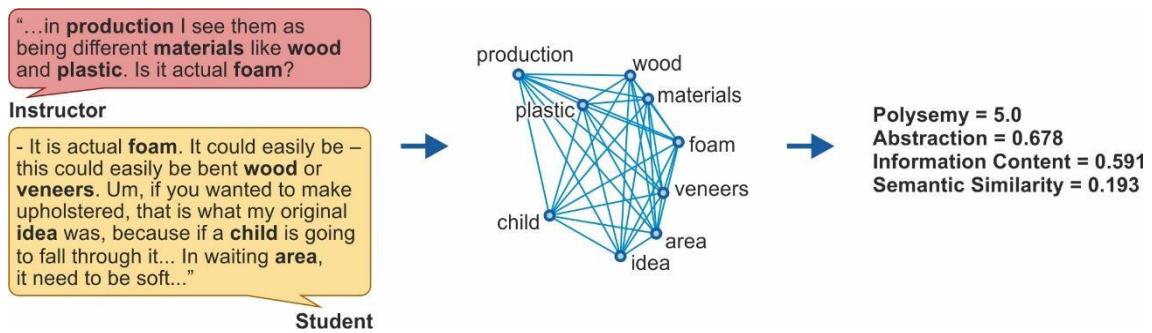 “…in production I see them as
being different materials like wood
and plastic. Is it actual foam?
Instructor
- It is actual foam. It could easily be –
this could easily be bent wood or
veneers. Um, if you wanted to make
upholstered, that is what my original
idea was, because if a child is going
to fall through it... In waiting area,
it need to be soft...”
Student
production
wood
plastic
materials
foam
veneers
child
area
idea
Polysemy = 5.0
Abstraction = 0.678
Information Content = 0.591
Semantic Similarity = 0.193